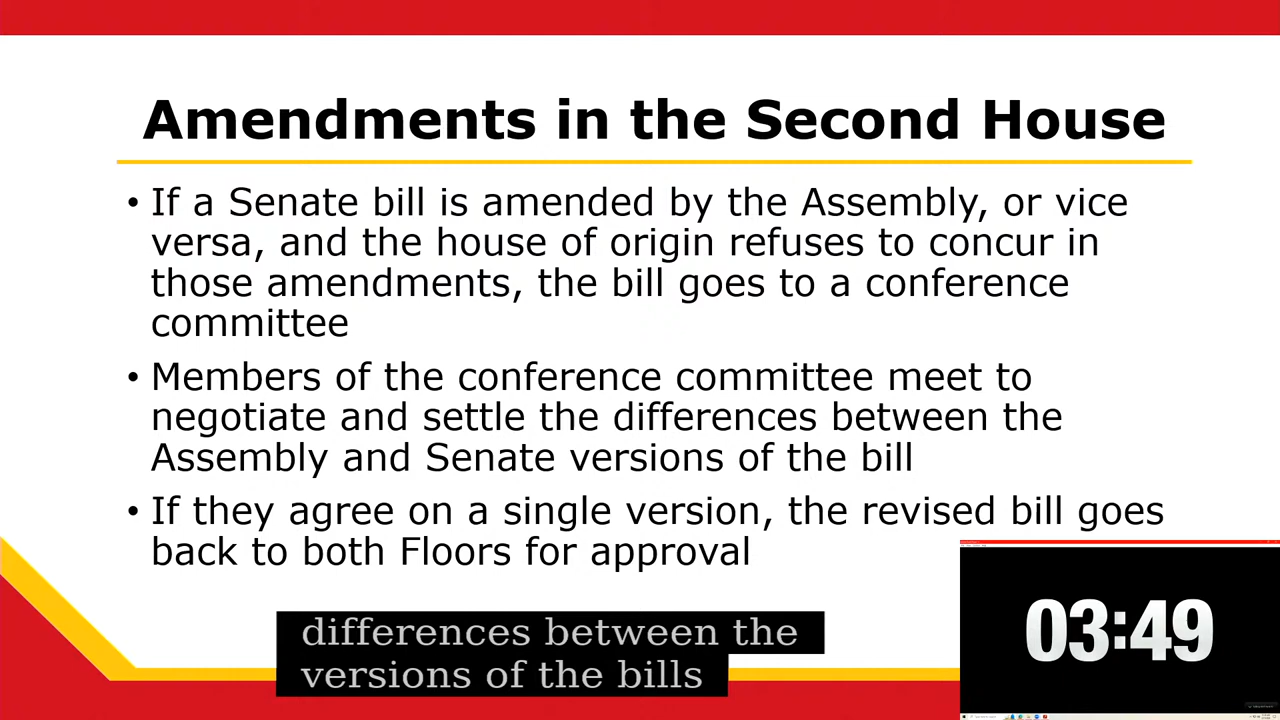 Amendments in the Second House
• If a Senate bill is amended by the Assembly, or vice
versa, and the house of origin refuses to concur in
those amendments, the bill goes to a conference
committee
• Members of the conference committee meet to
negotiate and settle the differences between the
Assembly and Senate versions of the bill
• If they agree on a single version, the revised bill goes
back to both Floors for approval
differences between the
versions of the bills
03:49